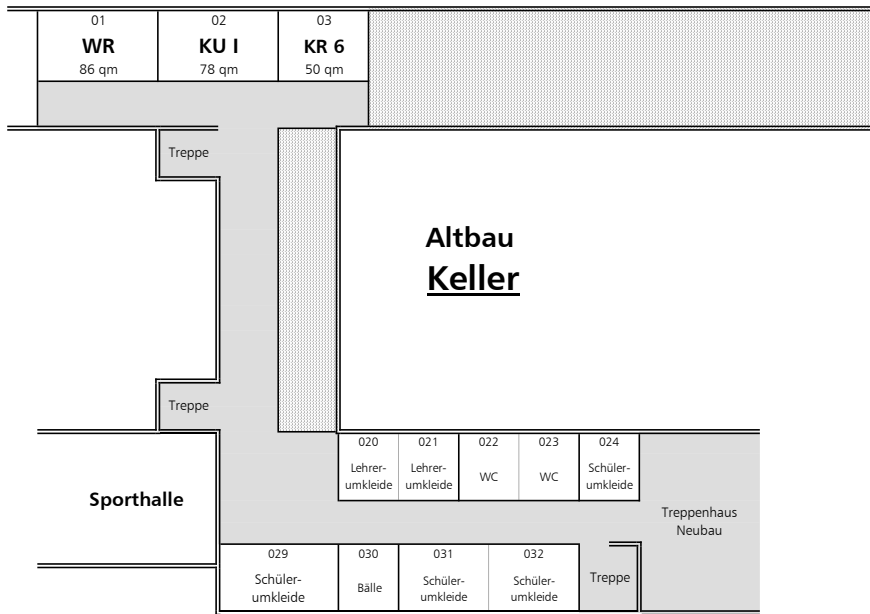 01
WR
86 qm
02
KU I
78 qm
03
KR 6
50 qm
Treppe
Altbau
Keller
Treppe
020
Lehrer-
umkleide
021
Lehrer-
umkleide
022
WC
023
WC
024
Schüler-
umkleide
Sporthalle
Treppenhaus
Neubau
029
Schüler-
umkleide
030
Bälle
031
Schüler-
umkleide
032
Schüler-
umkleide
Treppe